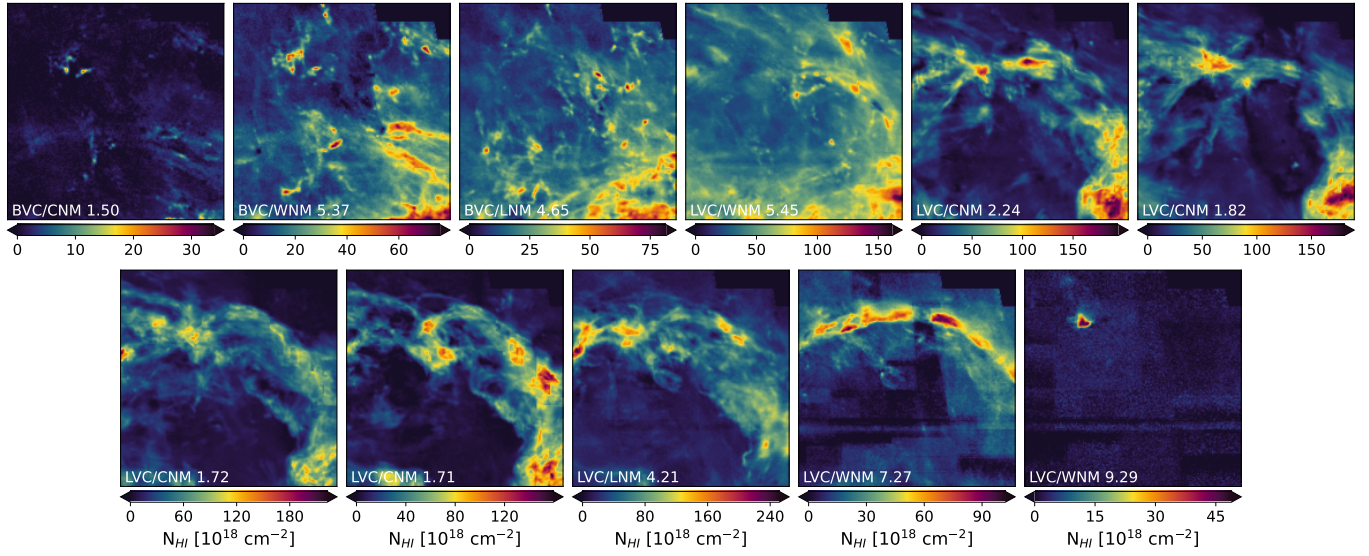 BVC/CNM 1.50
BVC/WNM 5.37
BVC/LNM 4.65
LVC/WNM 5.45
LVC/CNM 2.24
LVC/CNM 1.82
0 10 20 30
0 20 40 60
0 25 50 75
0 50 100 150
0 50 100 150
0 50 100 150
LVC/CNM 1.72
LVC/CNM 1.71
LVC/LNM 4.21
LVC/WNM 7.27
LVC/WNM 9.29
0 60 120 180
0 40 80 120
0 80 160 240
0 30 60 90
0 15 30 45
N_HI [10^18 cm^-2]
N_HI [10^18 cm^-2]
N_HI [10^18 cm^-2]
N_HI [10^18 cm^-2]
N_HI [10^18 cm^-2]